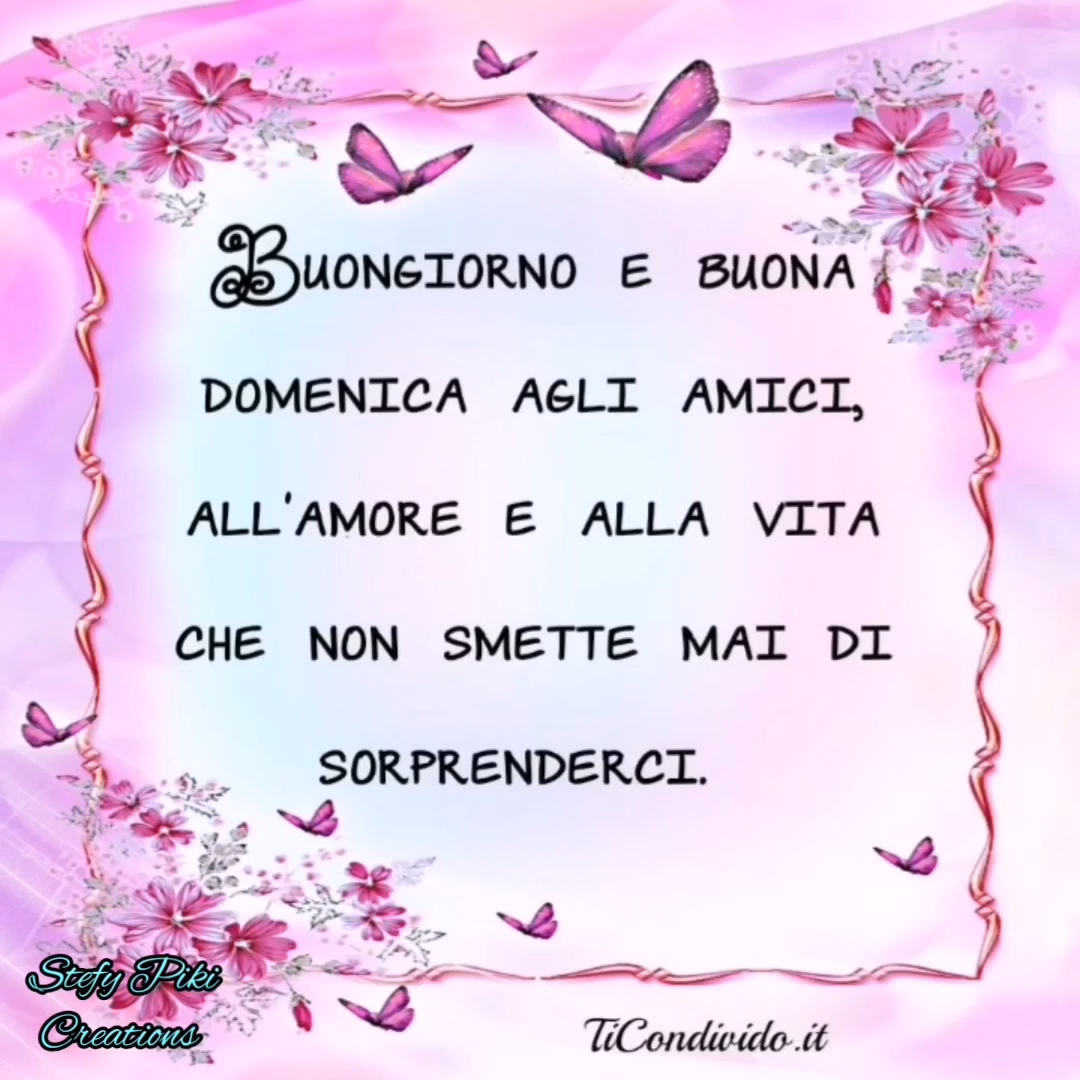 BUONGIORNO E BUONA
DOMENICA AGLI AMICI,
ALL'AMORE E ALLA VITA
CHE NON SMETTE MAI DI
SORPRENDERCI.
Stefy Piki
Creations
TiCondivido.it